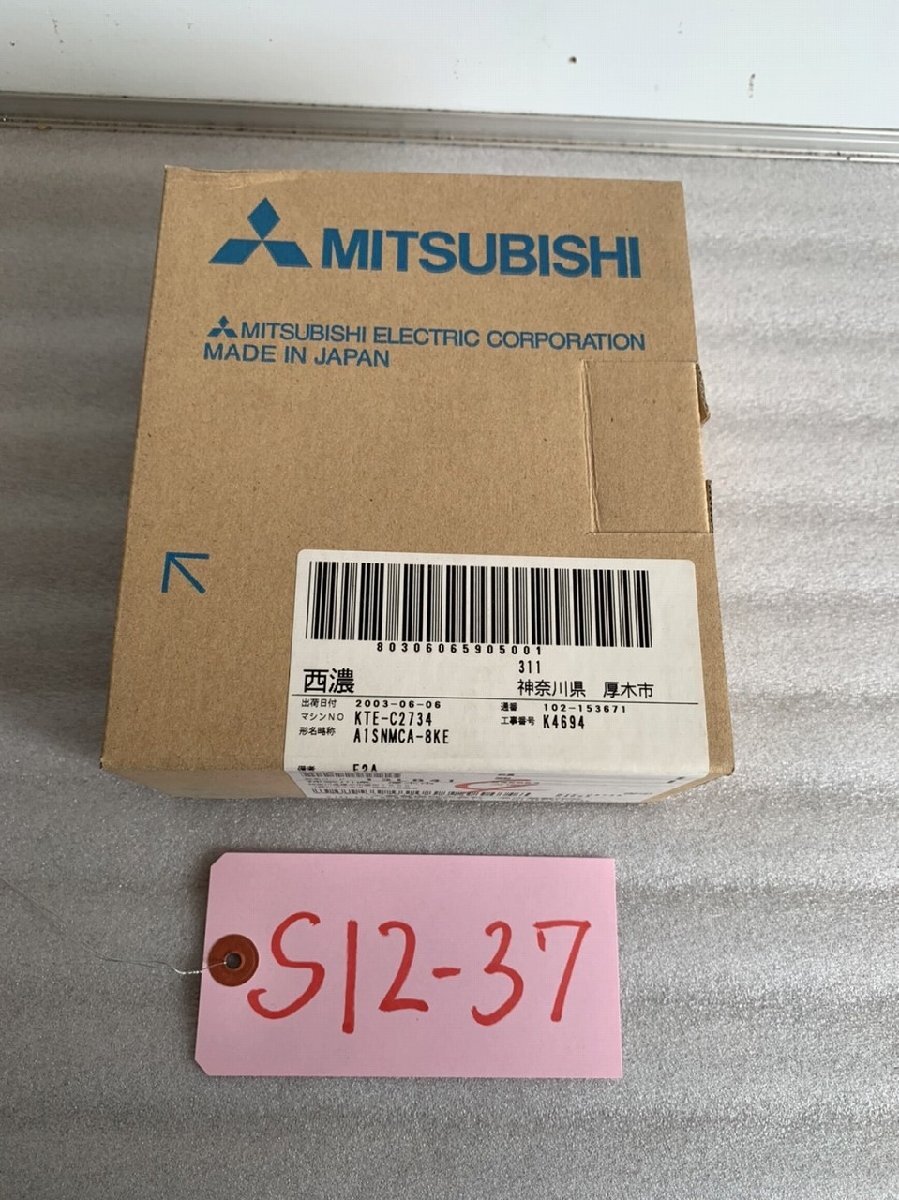 MITSUBISHI
MITSUBISHI ELECTRIC CORPORATION
MADE IN JAPAN
80306065905001
311
西濃 神奈川県 厚木市
出荷日付 2003-06-06 通番 102-153671
マシンNO KTE-C2734 工事番号 K4694
形名略称 A1SNMCA-8KE
S12-37